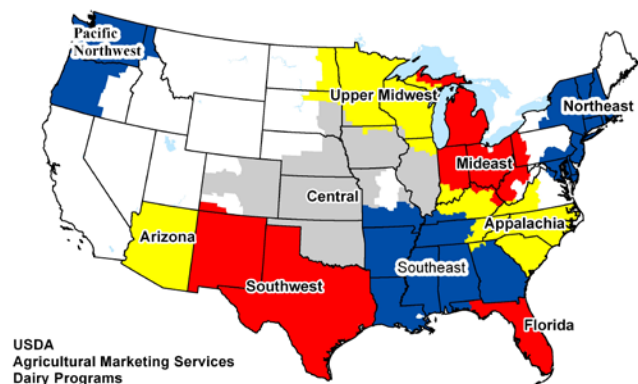 Pacific
Northwest
Upper Midwest
Northeast
Mideast
Central
Appalachia
Arizona
Southeast
Southwest
Florida
USDA
Agricultural Marketing Services
Dairy Programs